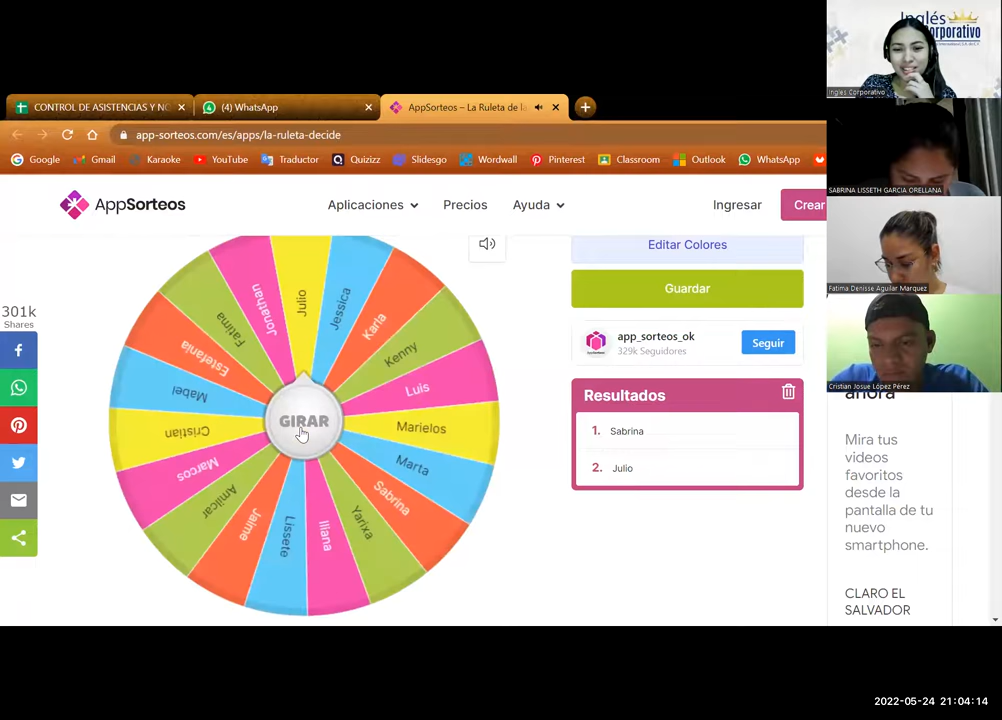 Inglés
Corporativo
Ingles Corporativo
CONTROL DE ASISTENCIAS Y NO
(4) WhatsApp
AppSorteos – La Ruleta de la
app-sorteos.com/es/apps/la-ruleta-decide
Google
Gmail
Karaoke
YouTube
Traductor
Quizizz
Slidesgo
Wordwall
Pinterest
Classroom
Outlook
WhatsApp
SABRINA LISSETH GARCIA ORELLANA
AppSorteos
Aplicaciones
Precios
Ayuda
Ingresar
Crear
Editar Colores
Guardar
301k
Shares
app_sorteos_ok
329k Seguidores
Seguir
Fatima Denisse Aguilar Marquez
Julio
Jessica
Karla
Kenny
Luis
Marielos
Marta
Sabrina
Yarixa
Iliana
Lissete
Jaime
Amilcar
Marcos
Cristian
Mabel
Estefania
Fatima
Jonathan
GIRAR
Resultados
1. Sabrina
2. Julio
Cristian Josue López Pérez
ahora
Mira tus
videos
favoritos
desde la
pantalla de tu
nuevo
smartphone.
CLARO EL
SALVADOR
2022-05-24 21:04:14